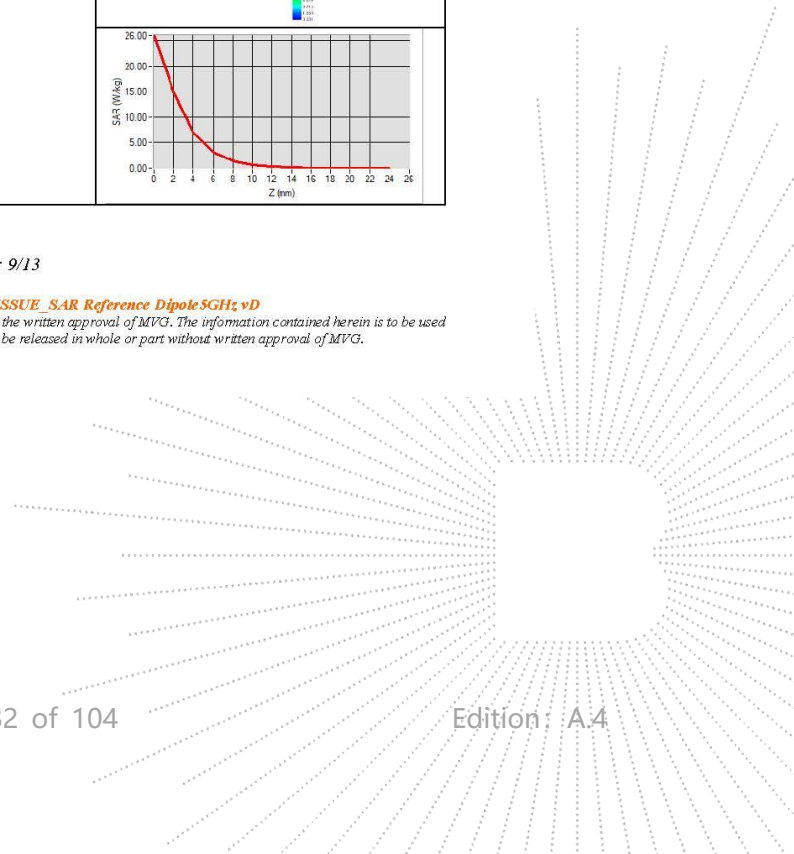 26.00
20.00
15.00
10.00
5.00
0.00
SAR (W/kg)
0 2 4 6 8 10 12 14 16 18 20 22 24 26
Z (mm)
: 9/13
ISSUE_SAR Reference Dipole5GHz vD
the written approval of MVG. The information contained herein is to be used
be released in whole or part without written approval of MVG.
32 of 104
Edition: A.4